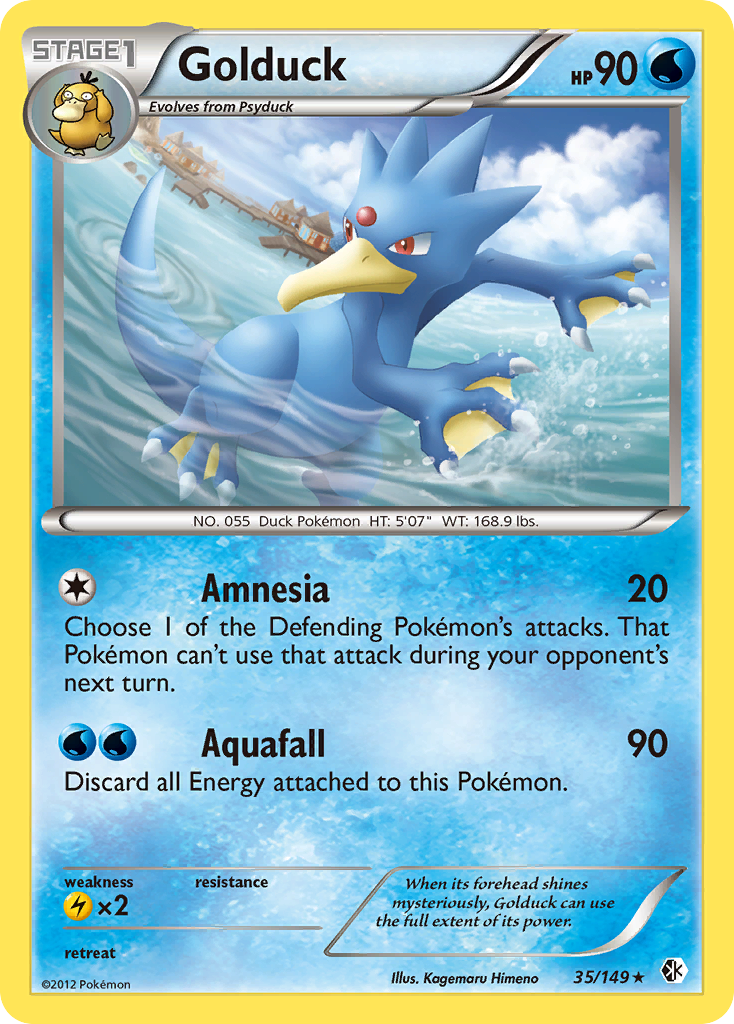 STAGE1
Golduck
HP 90
Evolves from Psyduck
NO. 055 Duck Pokémon HT: 5'07" WT: 168.9 lbs.
Amnesia 20
Choose 1 of the Defending Pokémon's attacks. That
Pokémon can't use that attack during your opponent's
next turn.
Aquafall 90
Discard all Energy attached to this Pokémon.
weakness resistance
×2
When its forehead shines
mysteriously, Golduck can use
the full extent of its power.
retreat
©2012 Pokémon
Illus. Kagemaru Himeno
35/149 ★